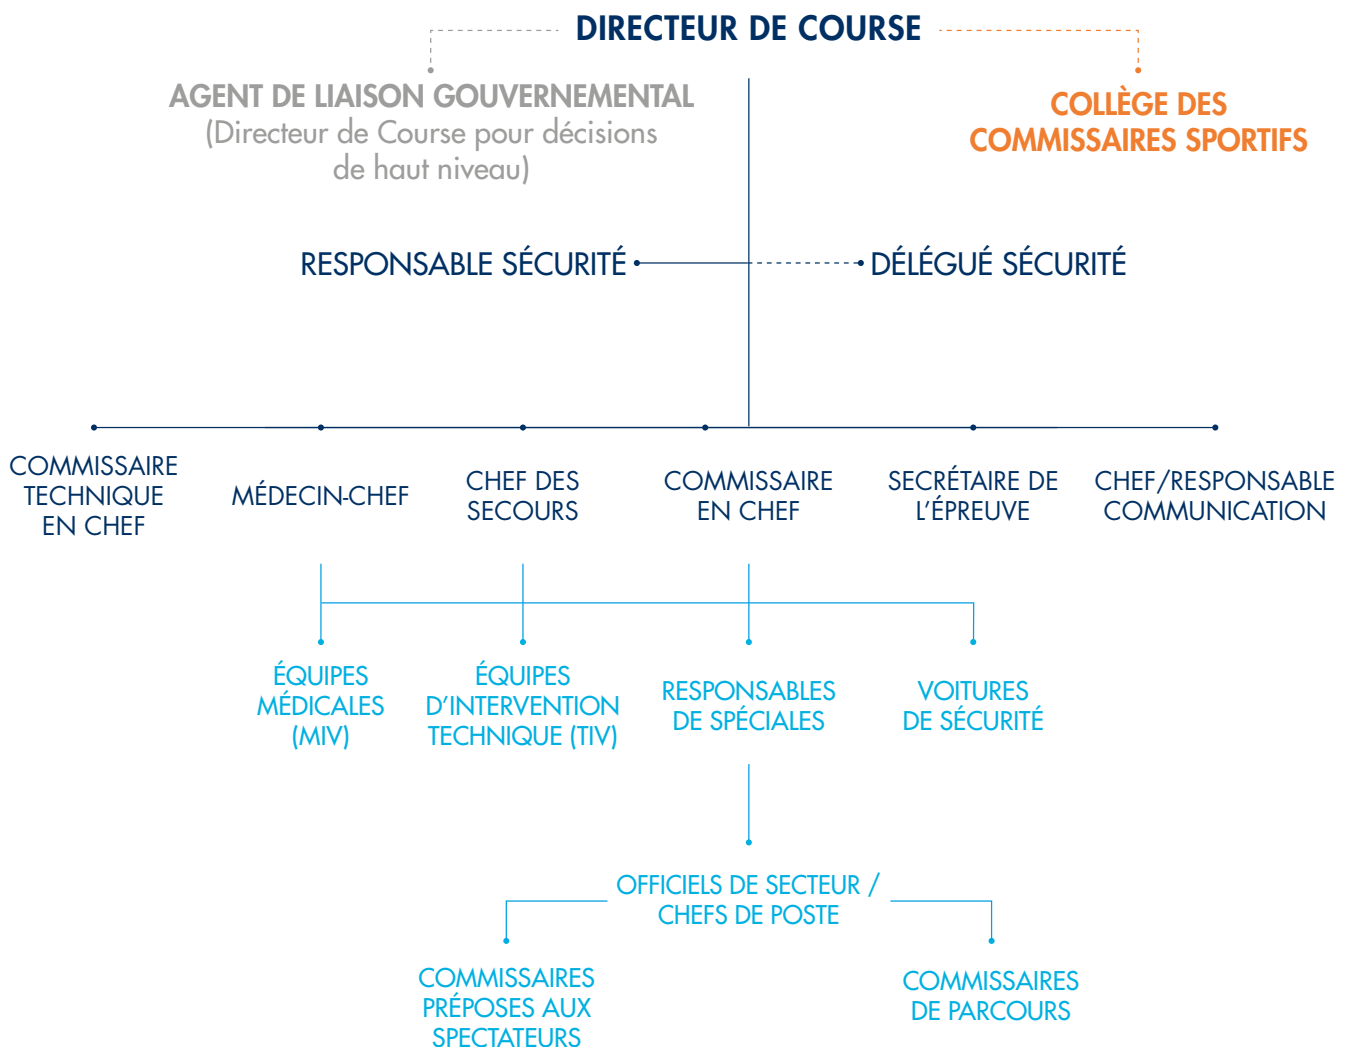 DIRECTEUR DE COURSE
AGENT DE LIAISON GOUVERNEMENTAL
(Directeur de Course pour décisions
de haut niveau)
COLLÈGE DES
COMMISSAIRES SPORTIFS
RESPONSABLE SÉCURITÉ
DÉLÉGUÉ SÉCURITÉ
COMMISSAIRE
TECHNIQUE
EN CHEF
MÉDECIN-CHEF
CHEF DES
SECOURS
COMMISSAIRE
EN CHEF
SECRÉTAIRE DE
L’ÉPREUVE
CHEF/RESPONSABLE
COMMUNICATION
ÉQUIPES
MÉDICALES
(MIV)
ÉQUIPES
D’INTERVENTION
TECHNIQUE (TIV)
RESPONSABLES
DE SPÉCIALES
VOITURES
DE SÉCURITÉ
OFFICIELS DE SECTEUR /
CHEFS DE POSTE
COMMISSAIRES
PRÉPOSES AUX
SPECTATEURS
COMMISSAIRES
DE PARCOURS